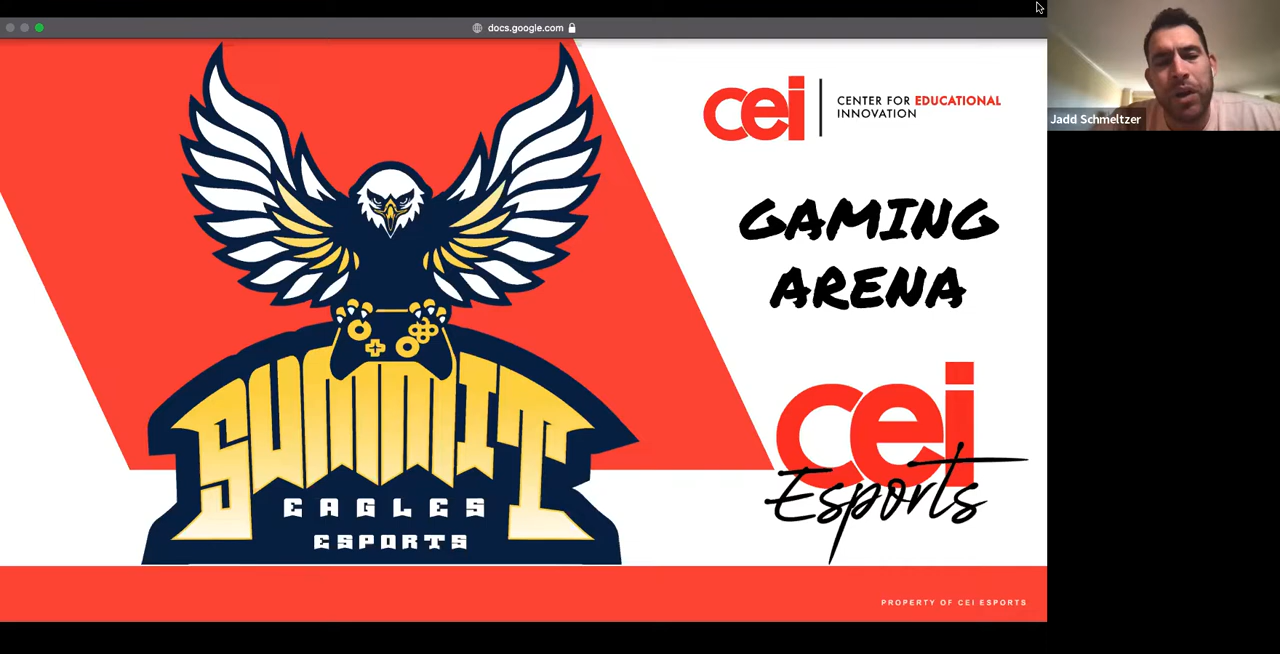 docs.google.com
cei
CENTER FOR EDUCATIONAL
INNOVATION
Jadd Schmeltzer
GAMING
ARENA
SUMMIT
EAGLES
ESPORTS
cei
Esports
PROPERTY OF CEI ESPORTS